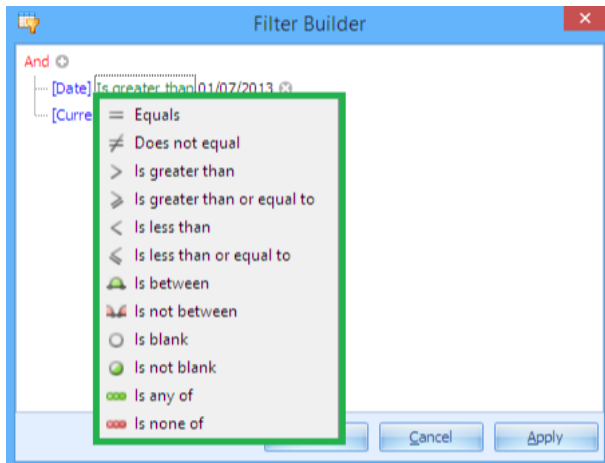 Filter Builder
And
[Date] Is greater than 01/07/2013
[Curre
Equals
Does not equal
Is greater than
Is greater than or equal to
Is less than
Is less than or equal to
Is between
Is not between
Is blank
Is not blank
Is any of
Is none of
Cancel Apply